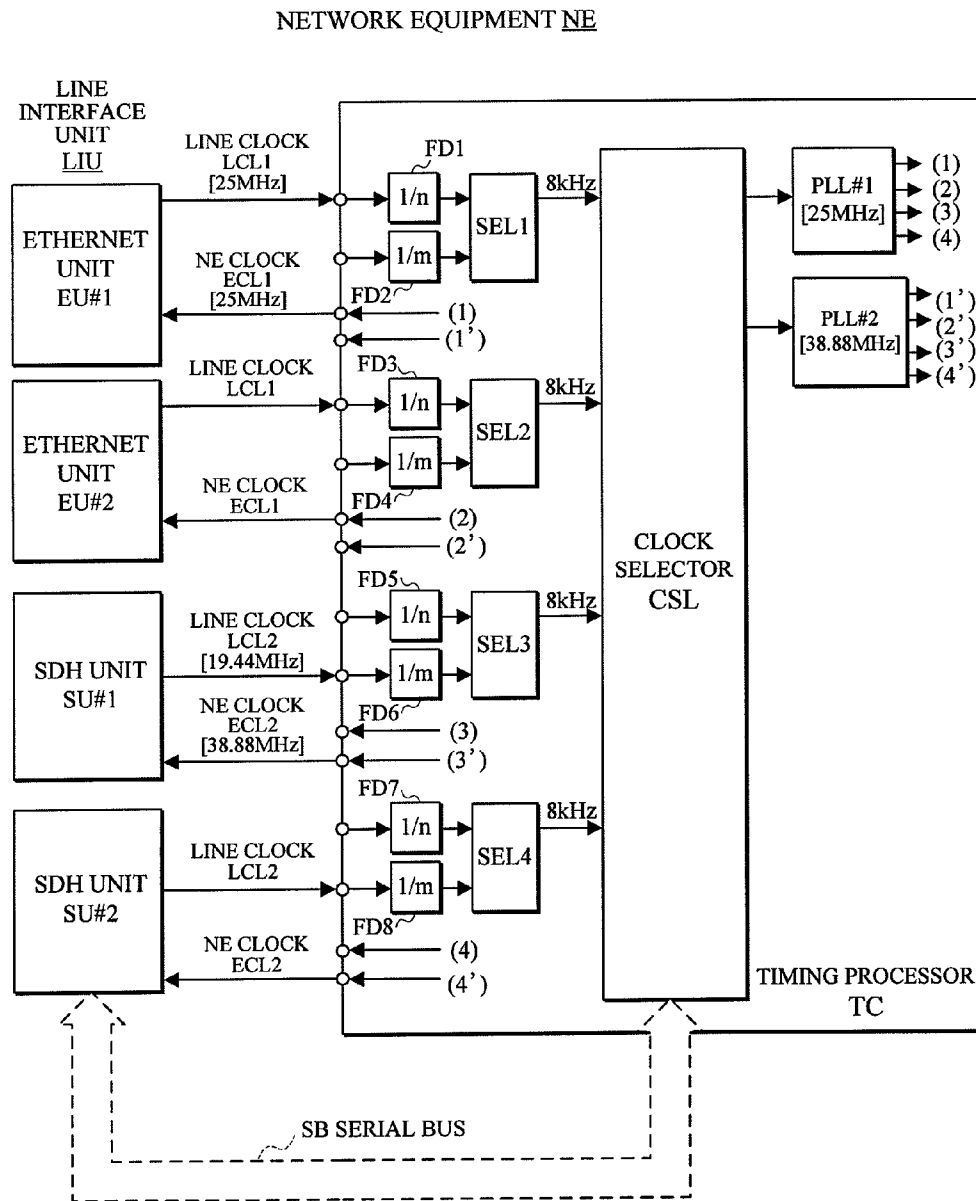 NETWORK EQUIPMENT NE
LINE
INTERFACE
UNIT
LIU
LINE CLOCK
LCL1
[25MHz]
ETHERNET
UNIT
EU#1
NE CLOCK
ECL1
[25MHz]
FD1
1/n
1/m
FD2
SEL1
8kHz
(1)
(1')
LINE CLOCK
LCL1
ETHERNET
UNIT
EU#2
NE CLOCK
ECL1
FD3
1/n
1/m
FD4
SEL2
8kHz
(2)
(2')
LINE CLOCK
LCL2
[19.44MHz]
SDH UNIT
SU#1
NE CLOCK
ECL2
[38.88MHz]
FD5
1/n
1/m
FD6
SEL3
8kHz
(3)
(3')
LINE CLOCK
LCL2
SDH UNIT
SU#2
NE CLOCK
ECL2
FD7
1/n
1/m
FD8
SEL4
8kHz
(4)
(4')
CLOCK
SELECTOR
CSL
PLL#1
[25MHz]
(1)
(2)
(3)
(4)
PLL#2
[38.88MHz]
(1')
(2')
(3')
(4')
TIMING PROCESSOR
TC
SB SERIAL BUS